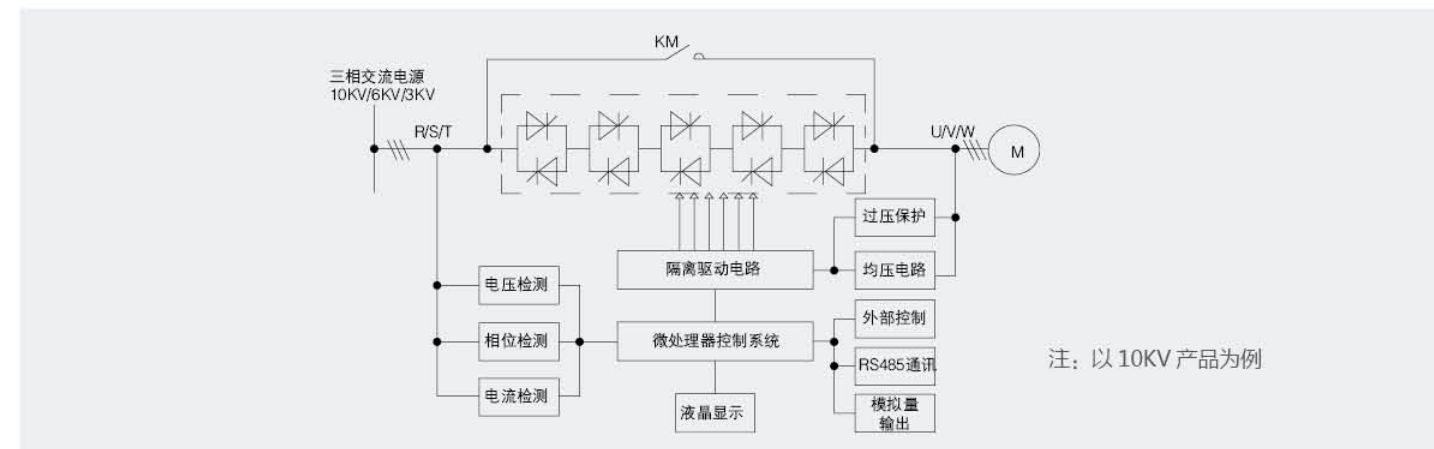 KM
三相交流电源
10KV/6KV/3KV
R/S/T
U/V/W
M
过压保护
隔离驱动电路
均压电路
电压检测
外部控制
相位检测
微处理器控制系统
RS485通讯
注：以 10KV 产品为例
电流检测
液晶显示
模拟量
输出